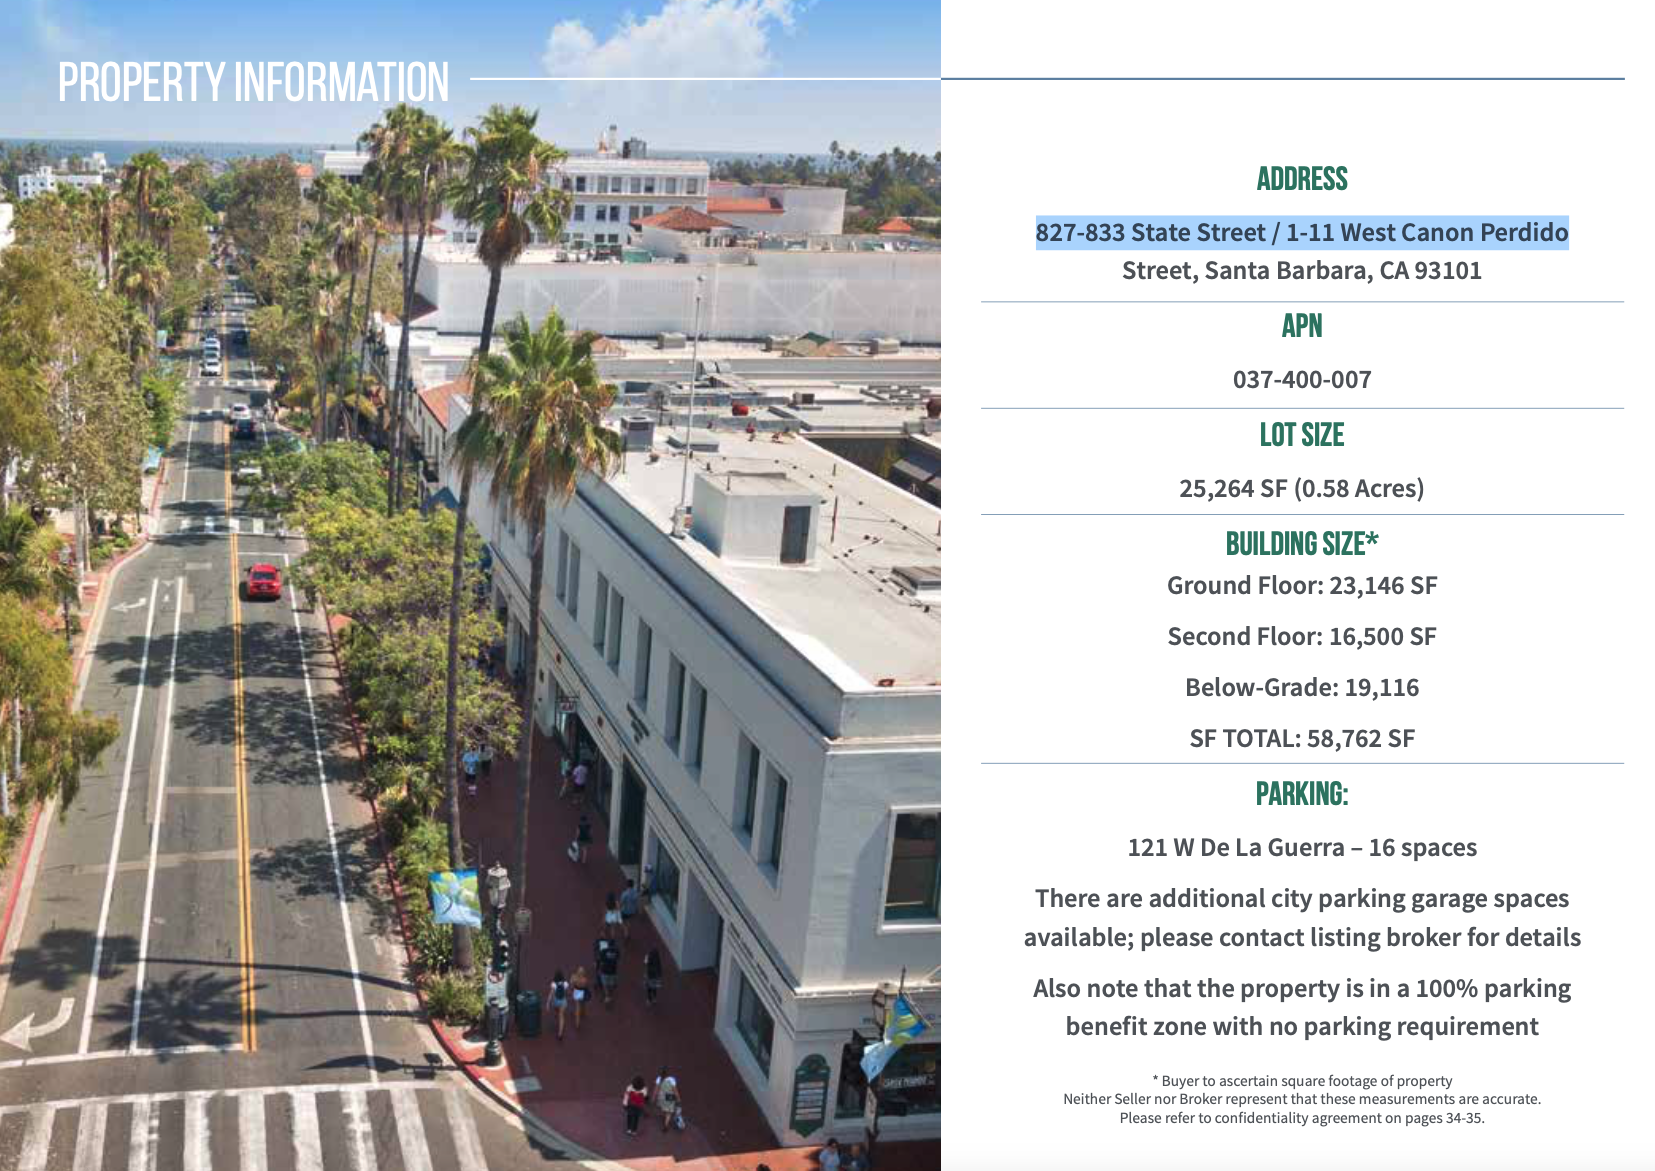 PROPERTY INFORMATION
ADDRESS
827-833 State Street / 1-11 West Canon Perdido
Street, Santa Barbara, CA 93101
APN
037-400-007
LOT SIZE
25,264 SF (0.58 Acres)
BUILDING SIZE*
Ground Floor: 23,146 SF
Second Floor: 16,500 SF
Below-Grade: 19,116
SF TOTAL: 58,762 SF
PARKING:
121 W De La Guerra – 16 spaces
There are additional city parking garage spaces
available; please contact listing broker for details
Also note that the property is in a 100% parking
benefit zone with no parking requirement
* Buyer to ascertain square footage of property
Neither Seller nor Broker represent that these measurements are accurate.
Please refer to confidentiality agreement on pages 34-35.